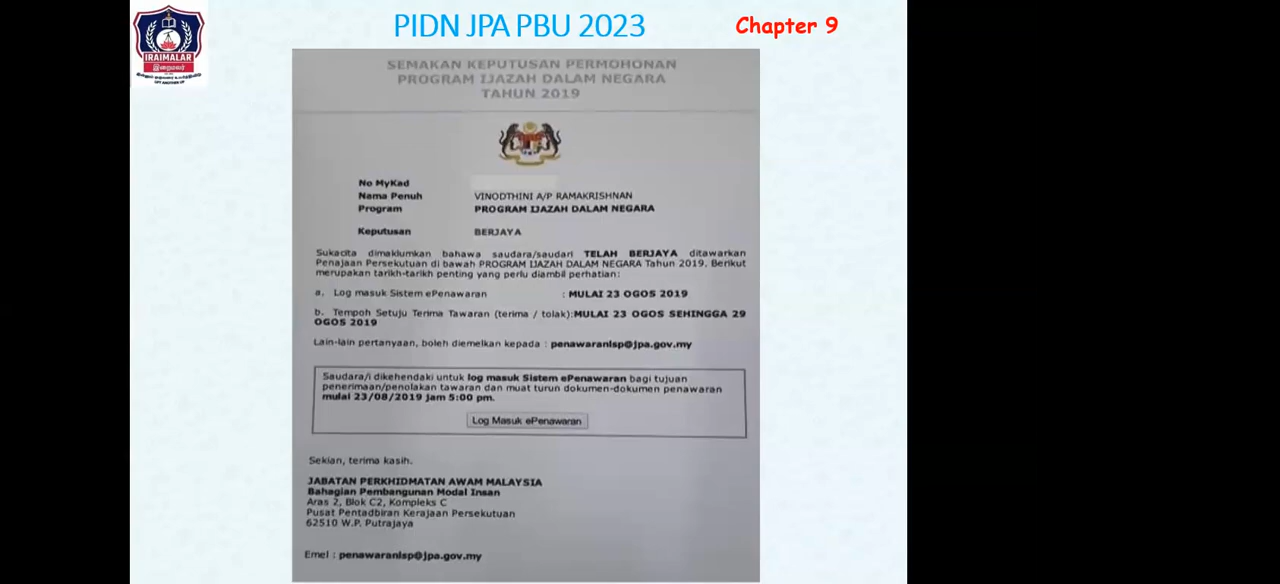 PIDN JPA PBU 2023
Chapter 9
IRAIMALAR
இறைமலர்
SEMAKAN KEPUTUSAN PERMOHONAN
PROGRAM IJAZAH DALAM NEGARA
TAHUN 2019
No MyKad
Nama Penuh VINODTHINI A/P RAMAKRISHNAN
Program PROGRAM IJAZAH DALAM NEGARA
Keputusan BERJAYA
Sukacita dimaklumkan bahawa saudara/saudari TELAH BERJAYA ditawarkan
Penajaan Persekutuan di bawah PROGRAM IJAZAH DALAM NEGARA Tahun 2019. Berikut
merupakan tarikh-tarikh penting yang perlu diambil perhatian:
a. Log masuk Sistem ePenawaran : MULAI 23 OGOS 2019
b. Tempoh Setuju Terima Tawaran (terima / tolak):MULAI 23 OGOS SEHINGGA 29
OGOS 2019
Lain-lain pertanyaan, boleh diemelkan kepada : penawaranlsp@jpa.gov.my
Saudara/i dikehendaki untuk log masuk Sistem ePenawaran bagi tujuan
penerimaan/penolakan tawaran dan muat turun dokumen-dokumen penawaran
mulai 23/08/2019 jam 5:00 pm.
Log Masuk ePenawaran
Sekian, terima kasih.
JABATAN PERKHIDMATAN AWAM MALAYSIA
Bahagian Pembangunan Modal Insan
Aras 2, Blok C2, Kompleks C
Pusat Pentadbiran Kerajaan Persekutuan
62510 W.P. Putrajaya
Emel : penawaranlsp@jpa.gov.my